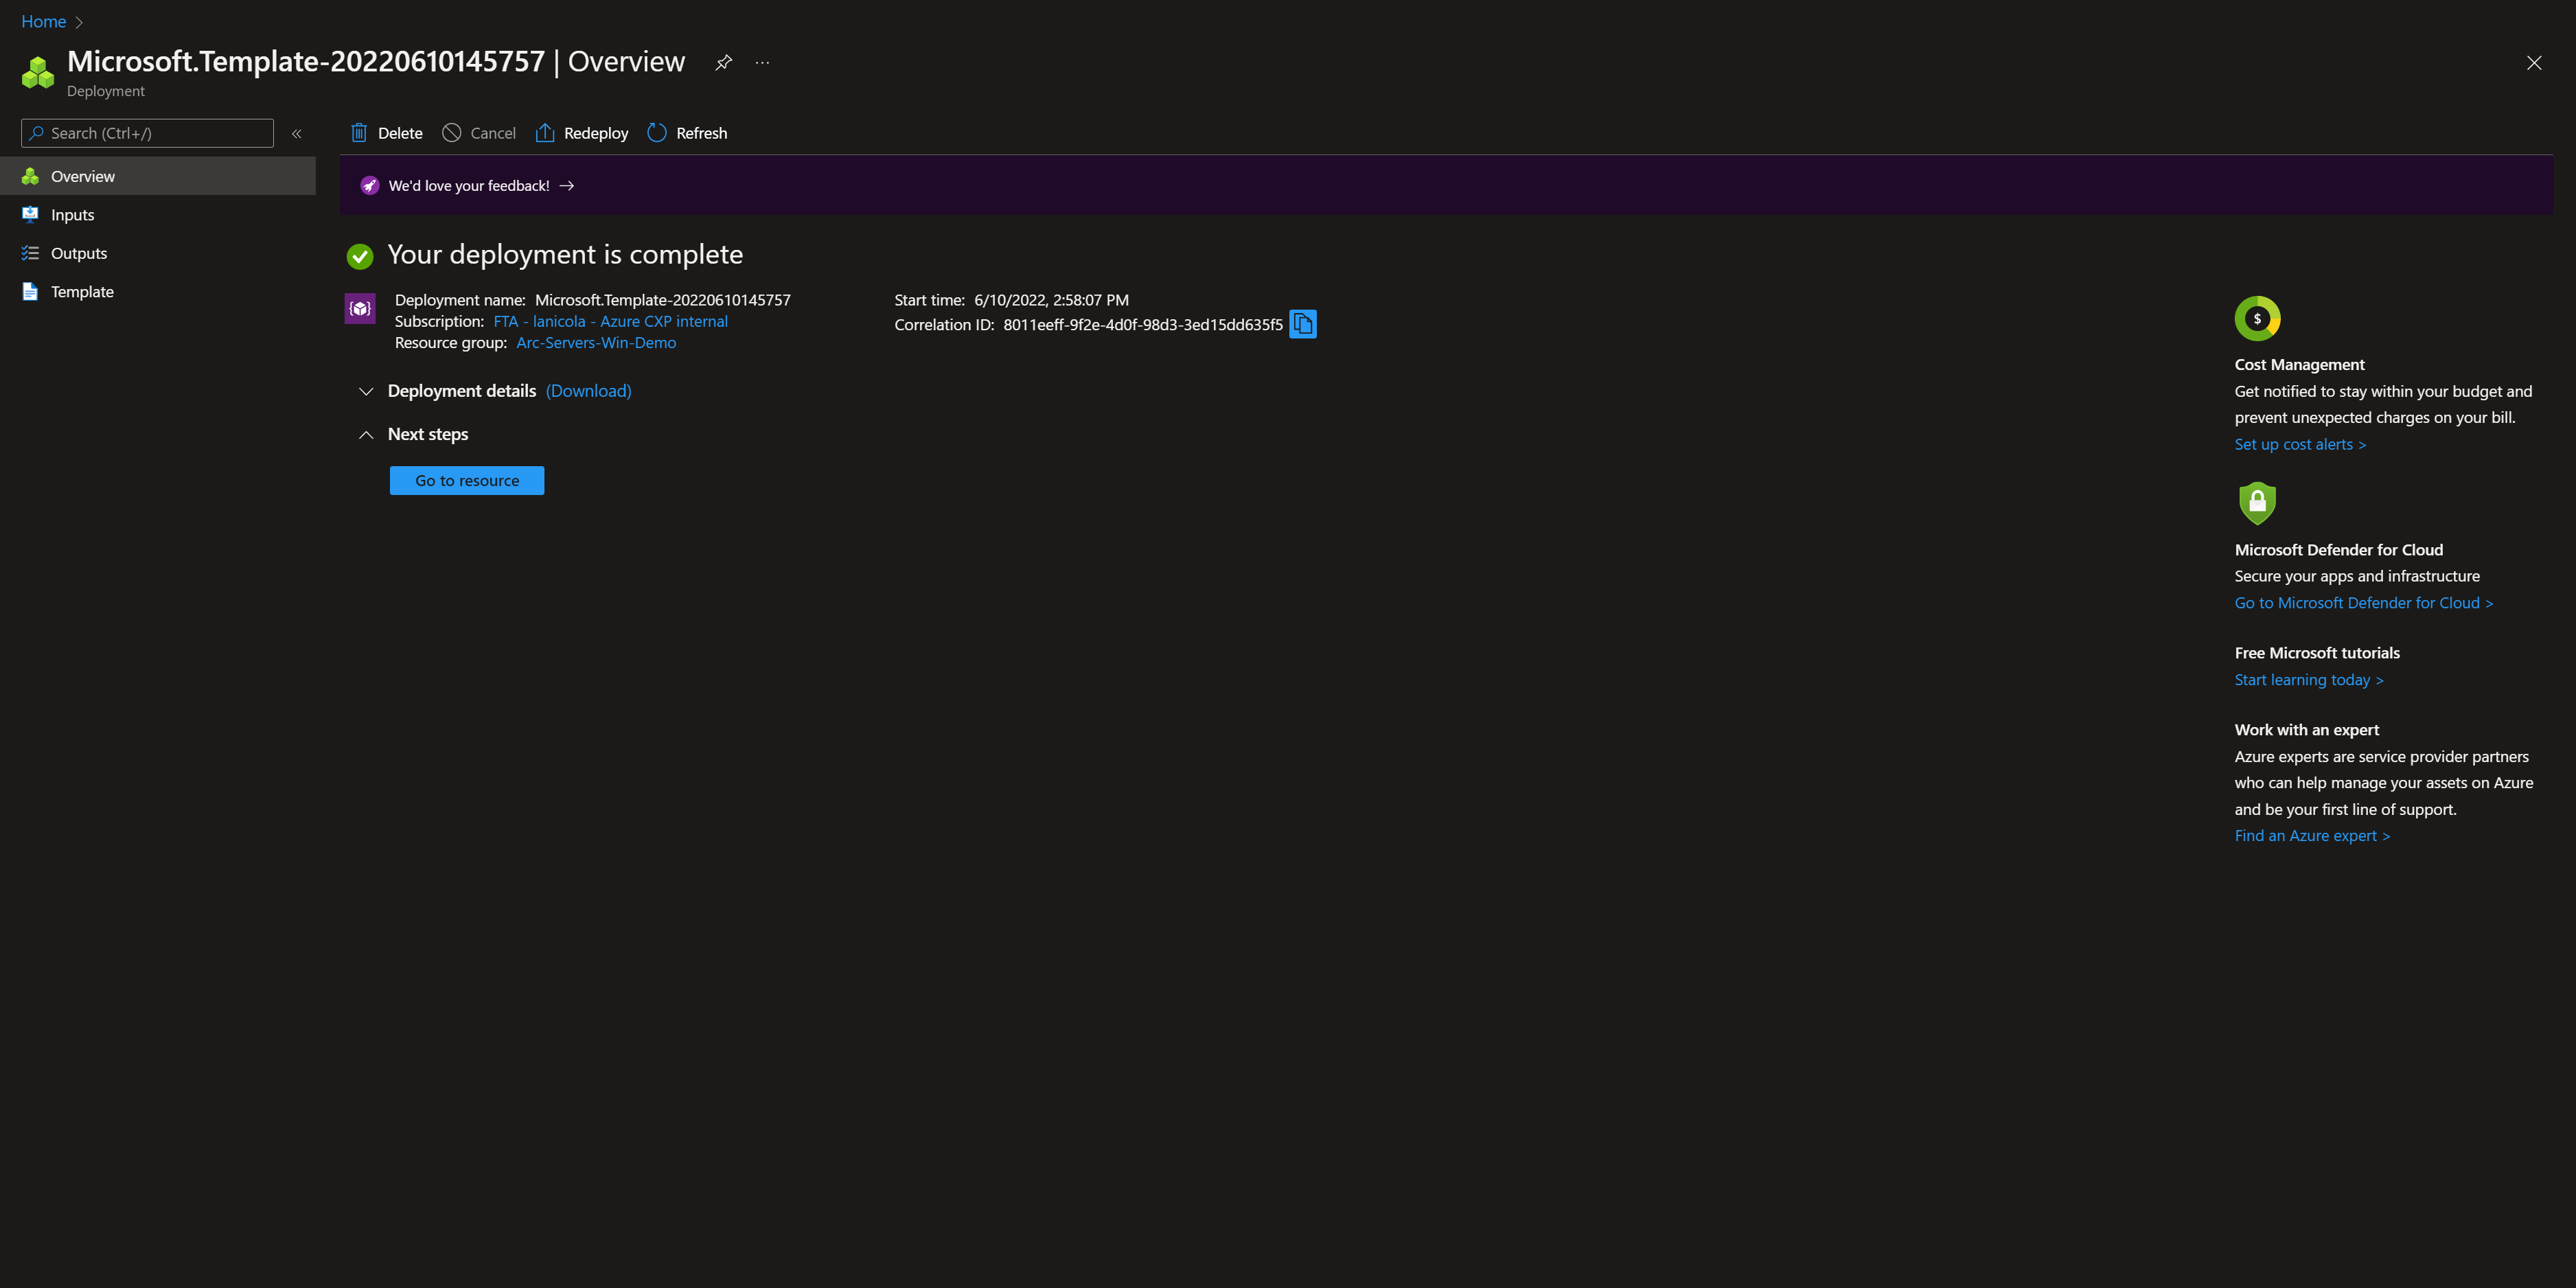 Home
Microsoft.Template-20220610145757 | Overview
Deployment
Search (Ctrl+/)
Delete
Cancel
Redeploy
Refresh
Overview
Inputs
Outputs
Template
We'd love your feedback!
Your deployment is complete
Deployment name: Microsoft.Template-20220610145757
Subscription: FTA - lanicola - Azure CXP internal
Resource group: Arc-Servers-Win-Demo
Start time: 6/10/2022, 2:58:07 PM
Correlation ID: 8011eeff-9f2e-4d0f-98d3-3ed15dd635f5
Deployment details (Download)
Next steps
Go to resource
Cost Management
Get notified to stay within your budget and
prevent unexpected charges on your bill.
Set up cost alerts >
Microsoft Defender for Cloud
Secure your apps and infrastructure
Go to Microsoft Defender for Cloud >
Free Microsoft tutorials
Start learning today >
Work with an expert
Azure experts are service provider partners
who can help manage your assets on Azure
and be your first line of support.
Find an Azure expert >